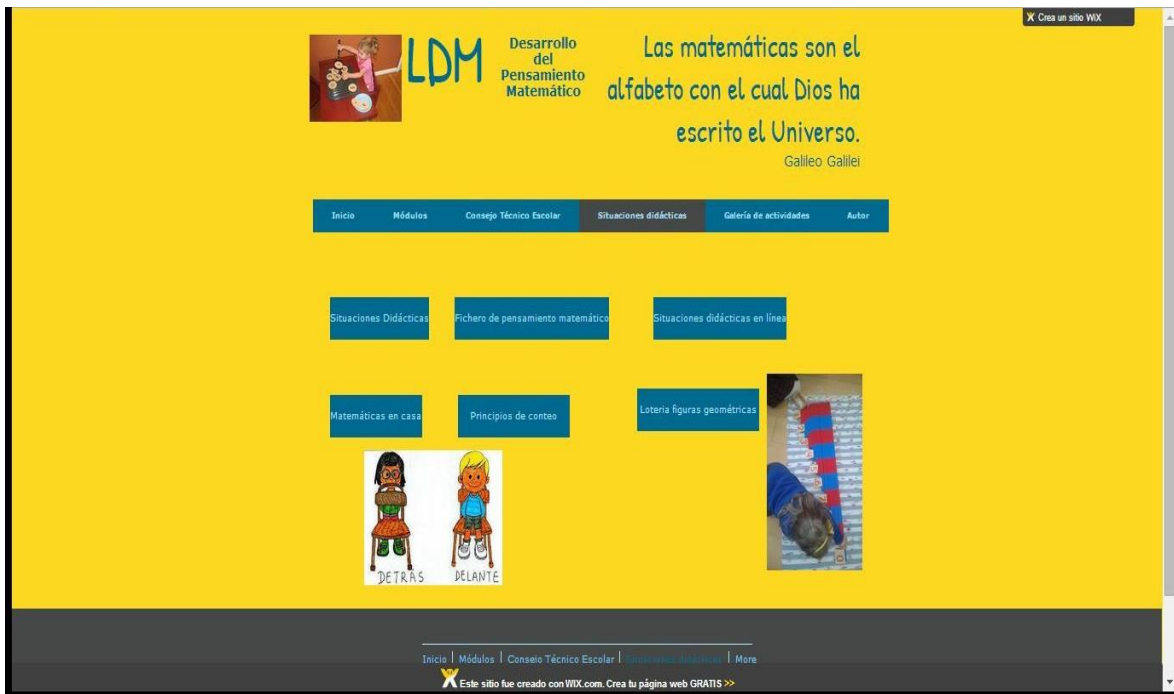 Crea un sitio WiX
LDM
Desarrollo
del
Pensamiento
Matemático
Las matemáticas son el
alfabeto con el cual Dios ha
escrito el Universo.
Galileo Galilei
Inicio Módulos Consejo Técnico Escolar Situaciones didácticas Galería de actividades Autor
Situaciones Didácticas Fichero de pensamiento matemático Situaciones didácticas en línea
Matemáticas en casa Principios de conteo Loteria figuras geométricas
DETRÁS DELANTE
Inicio | Módulos | Consejo Técnico Escolar | Situaciones didácticas | More
Este sitio fue creado con WIX.com. Crea tu página web GRATIS >>